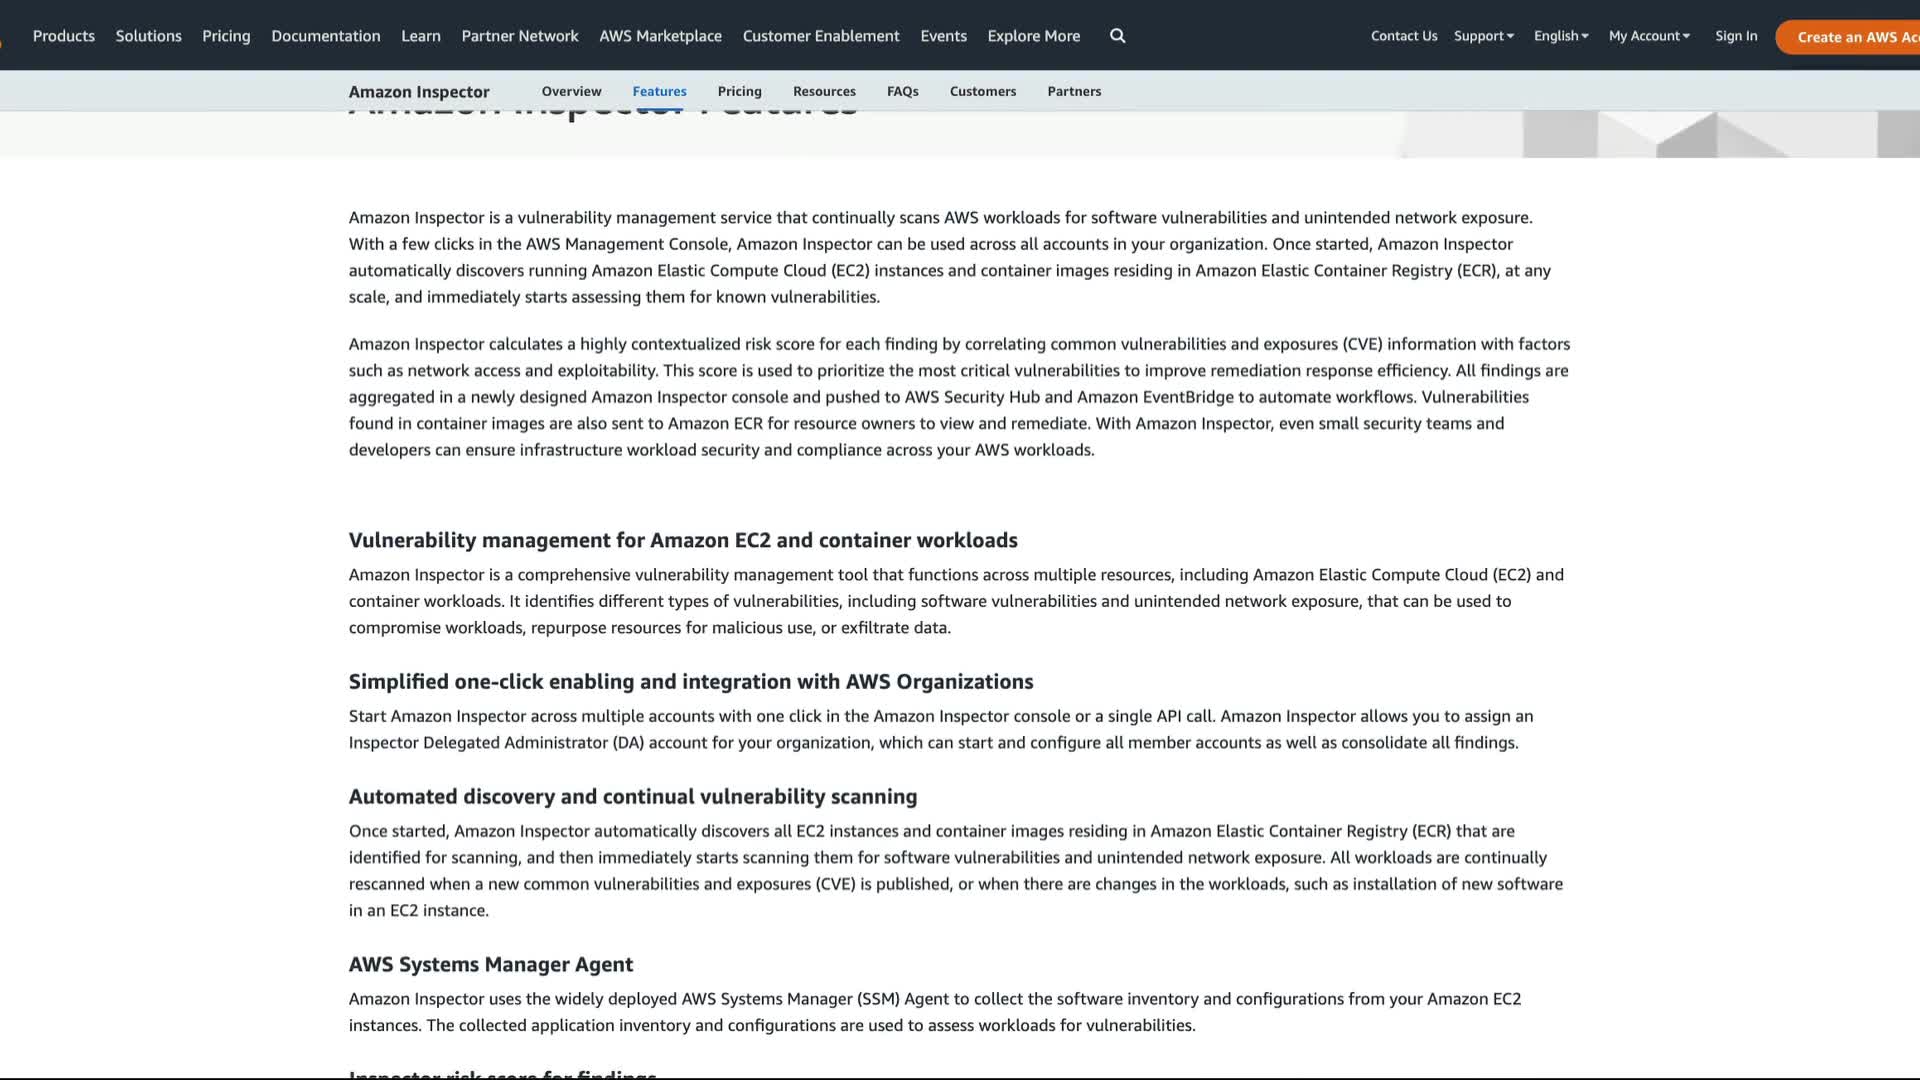 Products Solutions Pricing Documentation Learn Partner Network AWS Marketplace Customer Enablement Events Explore More Contact Us Support English My Account Sign In Create an AWS Acc
Amazon Inspector Overview Features Pricing Resources FAQs Customers Partners
Amazon Inspector Features
Amazon Inspector is a vulnerability management service that continually scans AWS workloads for software vulnerabilities and unintended network exposure.
With a few clicks in the AWS Management Console, Amazon Inspector can be used across all accounts in your organization. Once started, Amazon Inspector
automatically discovers running Amazon Elastic Compute Cloud (EC2) instances and container images residing in Amazon Elastic Container Registry (ECR), at any
scale, and immediately starts assessing them for known vulnerabilities.
Amazon Inspector calculates a highly contextualized risk score for each finding by correlating common vulnerabilities and exposures (CVE) information with factors
such as network access and exploitability. This score is used to prioritize the most critical vulnerabilities to improve remediation response efficiency. All findings are
aggregated in a newly designed Amazon Inspector console and pushed to AWS Security Hub and Amazon EventBridge to automate workflows. Vulnerabilities
found in container images are also sent to Amazon ECR for resource owners to view and remediate. With Amazon Inspector, even small security teams and
developers can ensure infrastructure workload security and compliance across your AWS workloads.
Vulnerability management for Amazon EC2 and container workloads
Amazon Inspector is a comprehensive vulnerability management tool that functions across multiple resources, including Amazon Elastic Compute Cloud (EC2) and
container workloads. It identifies different types of vulnerabilities, including software vulnerabilities and unintended network exposure, that can be used to
compromise workloads, repurpose resources for malicious use, or exfiltrate data.
Simplified one-click enabling and integration with AWS Organizations
Start Amazon Inspector across multiple accounts with one click in the Amazon Inspector console or a single API call. Amazon Inspector allows you to assign an
Inspector Delegated Administrator (DA) account for your organization, which can start and configure all member accounts as well as consolidate all findings.
Automated discovery and continual vulnerability scanning
Once started, Amazon Inspector automatically discovers all EC2 instances and container images residing in Amazon Elastic Container Registry (ECR) that are
identified for scanning, and then immediately starts scanning them for software vulnerabilities and unintended network exposure. All workloads are continually
rescanned when a new common vulnerabilities and exposures (CVE) is published, or when there are changes in the workloads, such as installation of new software
in an EC2 instance.
AWS Systems Manager Agent
Amazon Inspector uses the widely deployed AWS Systems Manager (SSM) Agent to collect the software inventory and configurations from your Amazon EC2
instances. The collected application inventory and configurations are used to assess workloads for vulnerabilities.
Inspector risk score for findings